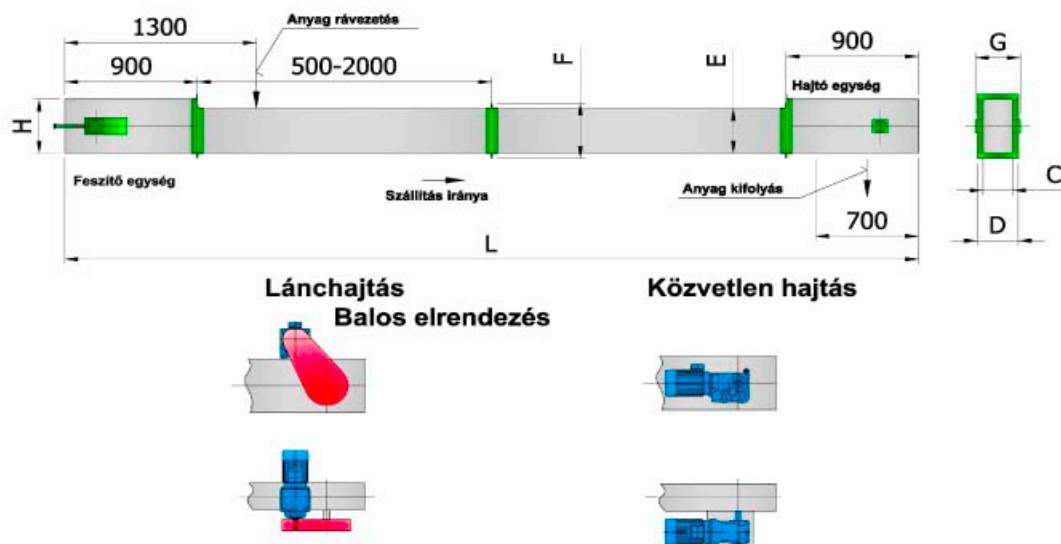 1300
Anyag rávezetés
900
500-2000
F
E
900
G
H
Hajtó egység
Feszítő egység
Szállítás iránya
Anyag kifolyás
C
700
D
L
Lánchajtás
Közvetlen hajtás
Balos elrendezés